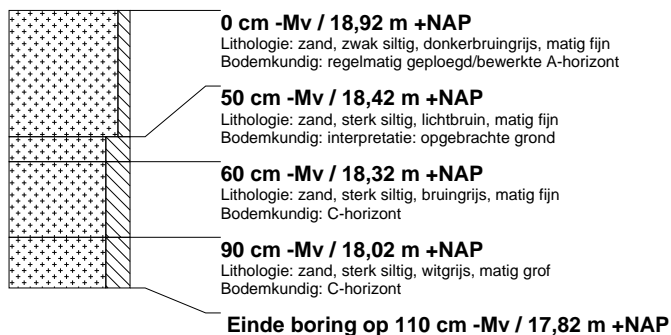 0 cm -Mv / 18,92 m +NAP
Lithologie: zand, zwak siltig, donkerbruingrijs, matig fijn
Bodemkundig: regelmatig geploegd/bewerkte A-horizont
50 cm -Mv / 18,42 m +NAP
Lithologie: zand, sterk siltig, lichtbruin, matig fijn
Bodemkundig: interpretatie: opgebrachte grond
60 cm -Mv / 18,32 m +NAP
Lithologie: zand, sterk siltig, bruingrijs, matig fijn
Bodemkundig: C-horizont
90 cm -Mv / 18,02 m +NAP
Lithologie: zand, sterk siltig, witgrijs, matig grof
Bodemkundig: C-horizont
Einde boring op 110 cm -Mv / 17,82 m +NAP